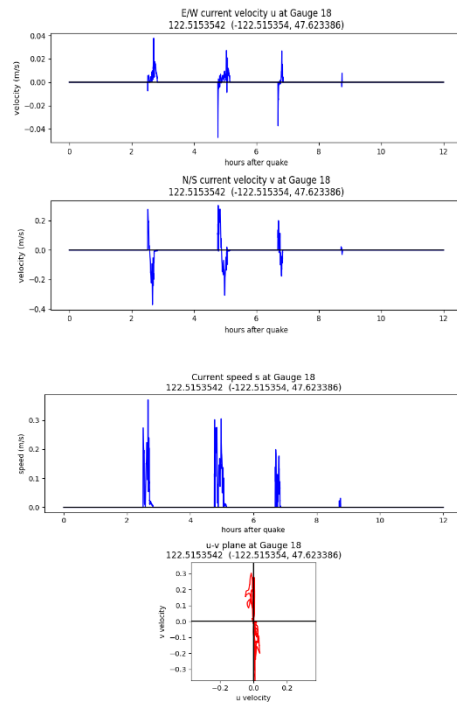 E/W current velocity u at Gauge 18
122.5153542 (-122.515354, 47.623386)
0.04
0.02
0.00
−0.02
−0.04
velocity (m/s)
0 2 4 6 8 10 12
hours after quake
N/S current velocity v at Gauge 18
122.5153542 (-122.515354, 47.623386)
0.2
0.0
−0.2
−0.4
velocity (m/s)
0 2 4 6 8 10 12
hours after quake
Current speed s at Gauge 18
122.5153542 (-122.515354, 47.623386)
0.3
0.2
0.1
0.0
speed (m/s)
0 2 4 6 8 10 12
hours after quake
u-v plane at Gauge 18
122.5153542 (-122.515354, 47.623386)
0.3
0.2
0.1
0.0
−0.1
−0.2
−0.3
v velocity
−0.2 0.0 0.2
u velocity